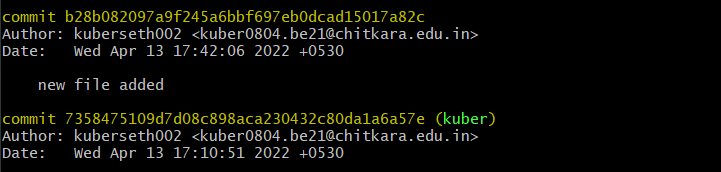 commit b28b082097a9f245a6bbf697eb0dcad15017a82c
Author: kuberseth002 <kuber0804.be21@chitkara.edu.in>
Date:   Wed Apr 13 17:42:06 2022 +0530
    new file added
commit 7358475109d7d08c898aca230432c80da1a6a57e (kuber)
Author: kuberseth002 <kuber0804.be21@chitkara.edu.in>
Date:   Wed Apr 13 17:10:51 2022 +0530